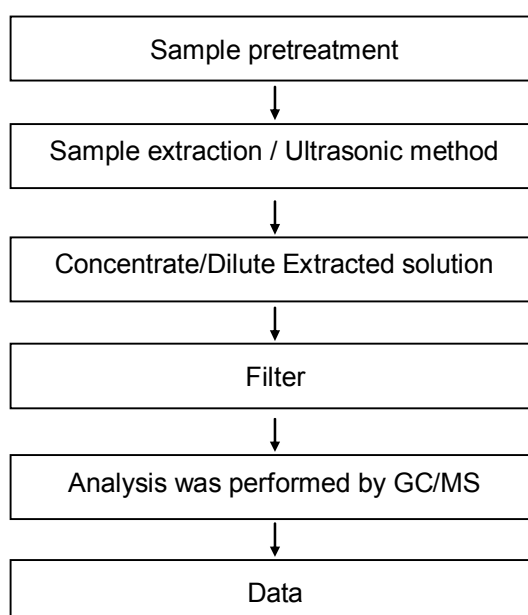 Sample pretreatment
Sample extraction / Ultrasonic method
Concentrate/Dilute Extracted solution
Filter
Analysis was performed by GC/MS
Data